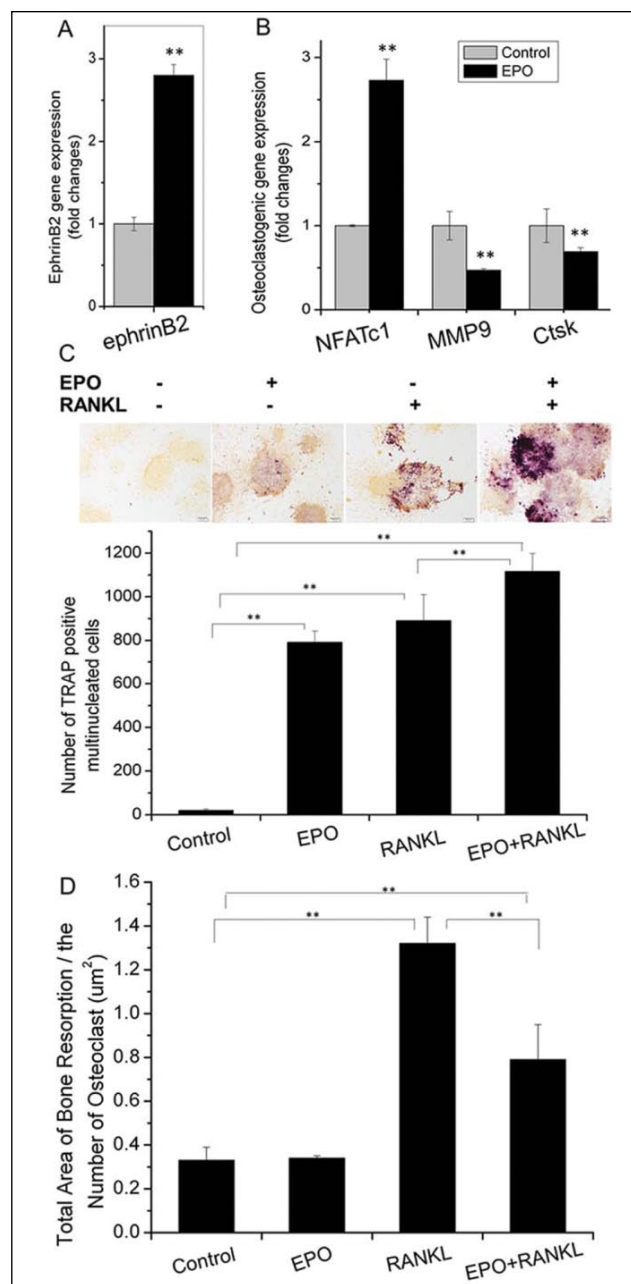 A
EphrinB2 gene expression
(fold changes)
3
2
1
0
**
ephrinB2
B
Osteoclastogenic gene expression
(fold changes)
3
2
1
0
**
**
**
Control
EPO
NFATc1
MMP9
Ctsk
C
EPO - + - +
RANKL - - + +
Number of TRAP positive
multinucleated cells
1200
1000
800
600
400
200
0
**
**
**
**
Control
EPO
RANKL
EPO+RANKL
D
Total Area of Bone Resorption / the
Number of Osteoclast (um²)
1.6
1.4
1.2
1.0
0.8
0.6
0.4
0.2
0.0
**
**
**
Control
EPO
RANKL
EPO+RANKL